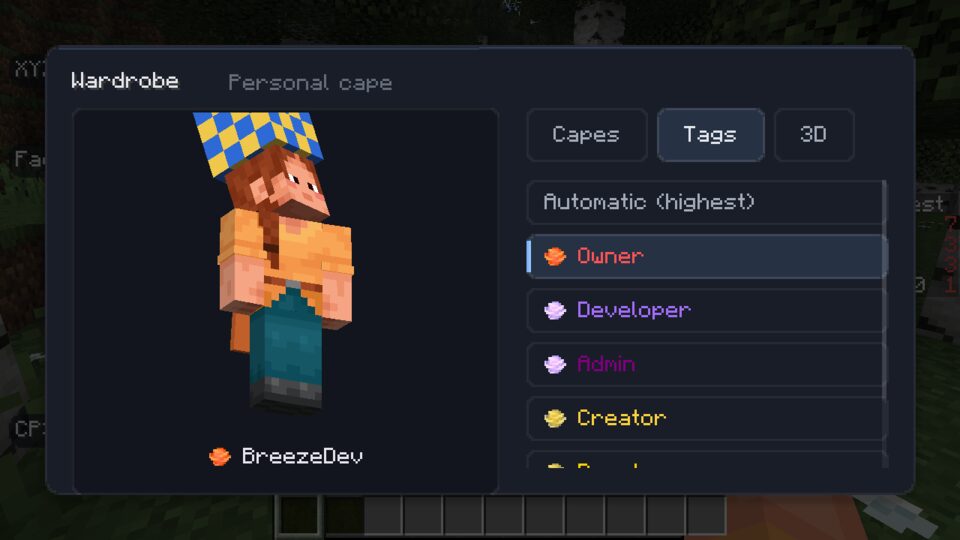 Wardrobe
Personal cape
Capes
Tags
3D
Automatic (highest)
Owner
Developer
Admin
Creator
BreezeDev